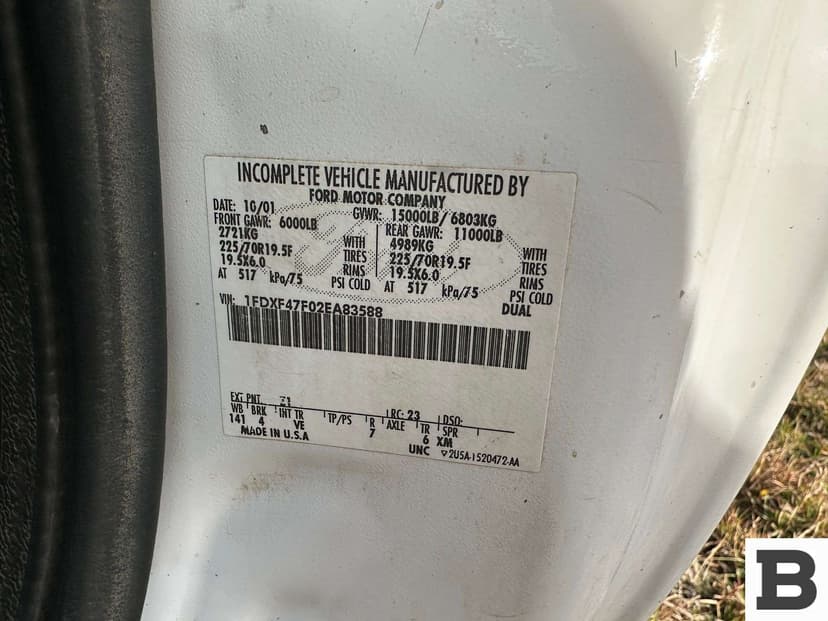 INCOMPLETE VEHICLE MANUFACTURED BY
FORD MOTOR COMPANY
DATE: 10/01 GVWR: 15000LB/ 6803KG
FRONT GAWR: 6000LB REAR GAWR: 11000LB
2721KG WITH 4989KG WITH
225/70R19.5F TIRES 225/70R19.5F TIRES
19.5X6.0 RIMS 19.5X6.0 RIMS
AT 517 kPa/75 PSI COLD AT 517 kPa/75 PSI COLD
DUAL
VIN: 1FDXF47F02EA83588
EXT PNT: Z1 RC: 23 DSO:
WB BRK INT TR TP/PS R AXLE TR SPR
141 4 VE 7 6 XM
MADE IN U.S.A UNC ▽2U5A-1520472-AA
B